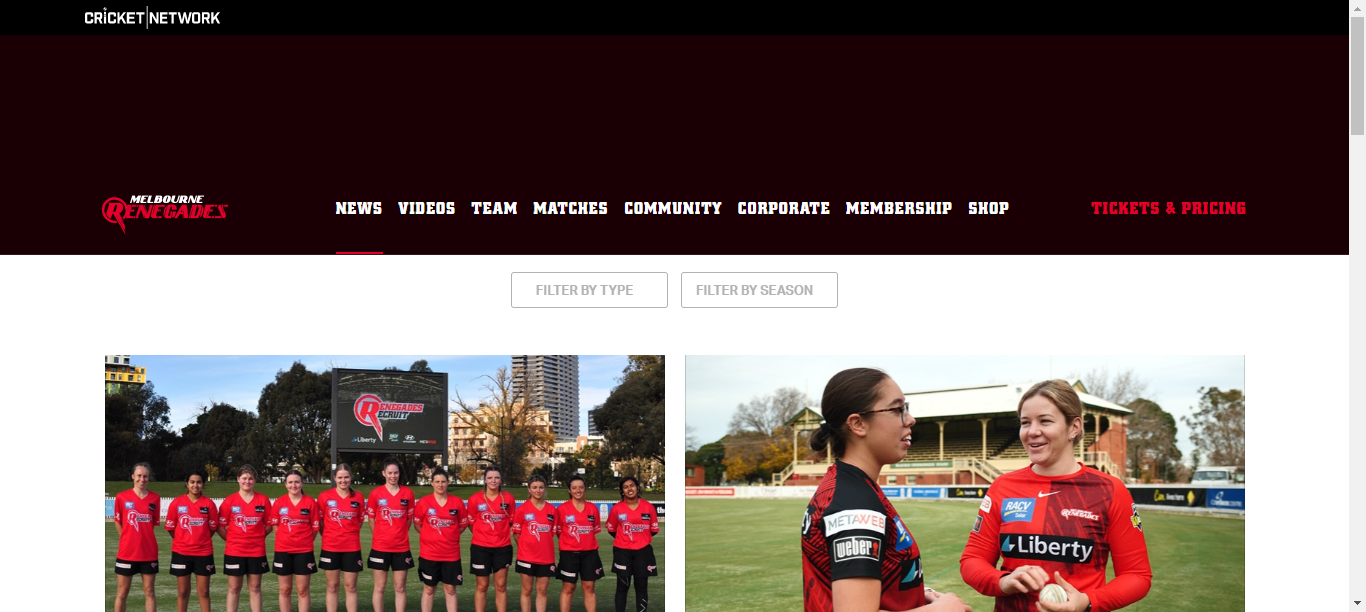 CRICKET NETWORK
MELBOURNE
RENEGADES
NEWS VIDEOS TEAM MATCHES COMMUNITY CORPORATE MEMBERSHIP SHOP
TICKETS & PRICING
FILTER BY TYPE FILTER BY SEASON
RENEGADES
RECRUIT
Liberty
METAWEB
weber
RACV
RENEGADES
Liberty